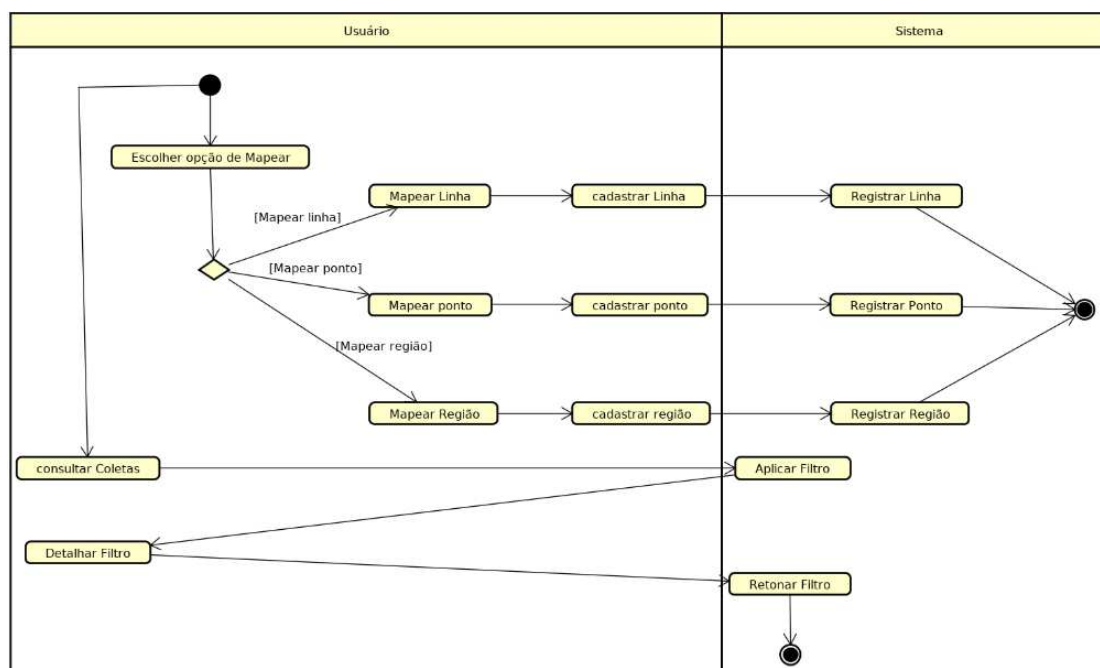 Usuário
Sistema
Escolher opção de Mapear
Mapear Linha
cadastrar Linha
Registrar Linha
[Mapear linha]
[Mapear ponto]
Mapear ponto
cadastrar ponto
Registrar Ponto
[Mapear região]
Mapear Região
cadastrar região
Registrar Região
consultar Coletas
Aplicar Filtro
Detalhar Filtro
Retonar Filtro